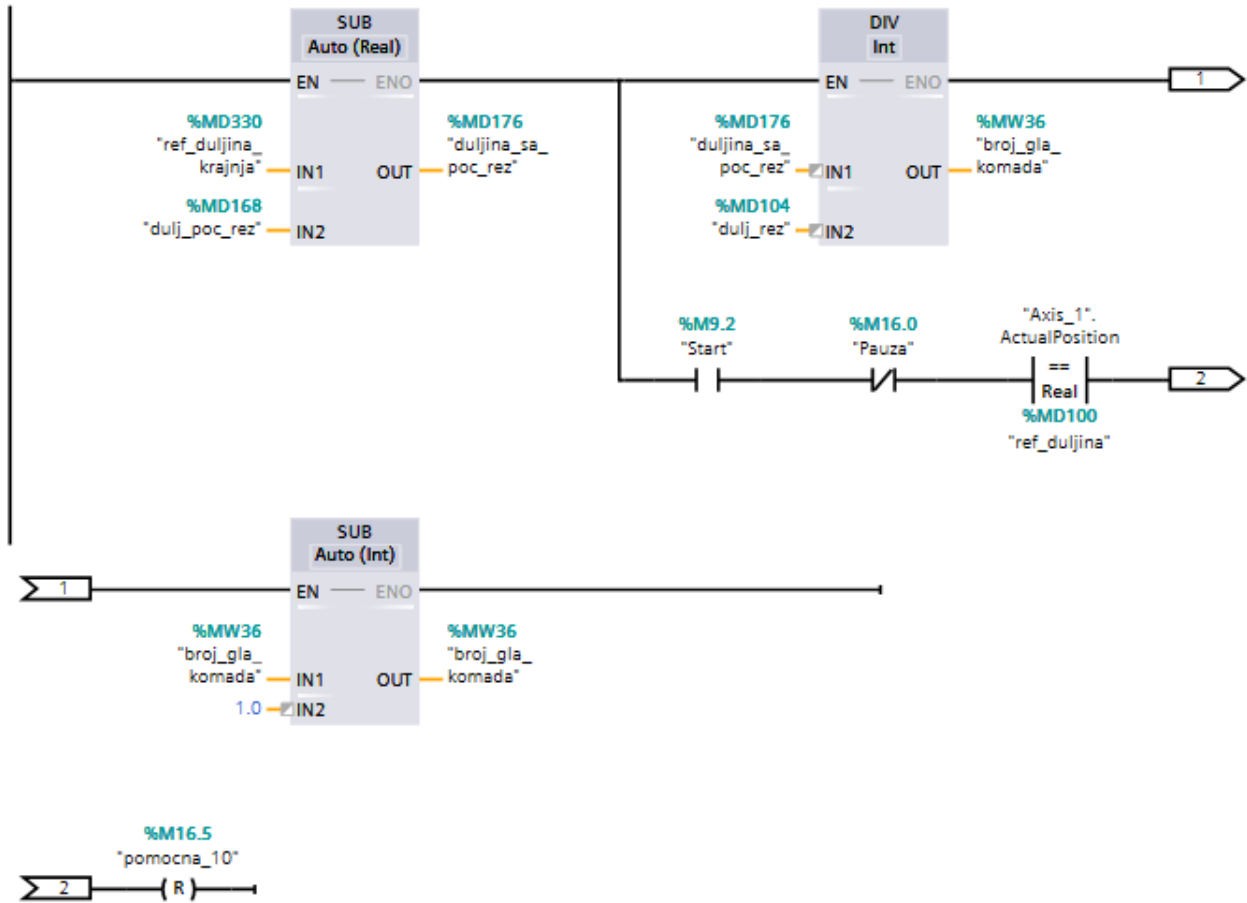 SUB
Auto (Real)
EN
ENO
%MD330
"ref_duljina_
krajnja"
IN1
%MD168
"dulj_poc_rez"
IN2
OUT
%MD176
"duljina_sa_
poc_rez"
DIV
Int
EN
ENO
%MD176
"duljina_sa_
poc_rez"
IN1
%MD104
"dulj_rez"
IN2
OUT
%MW36
"broj_gla_
komada"
1
%M9.2
"Start"
%M16.0
"Pauza"
"Axis_1".
ActualPosition
==
Real
%MD100
"ref_duljina"
2
1
SUB
Auto (Int)
EN
ENO
%MW36
"broj_gla_
komada"
IN1
1.0
IN2
OUT
%MW36
"broj_gla_
komada"
2
%M16.5
"pomocna_10"
( R )